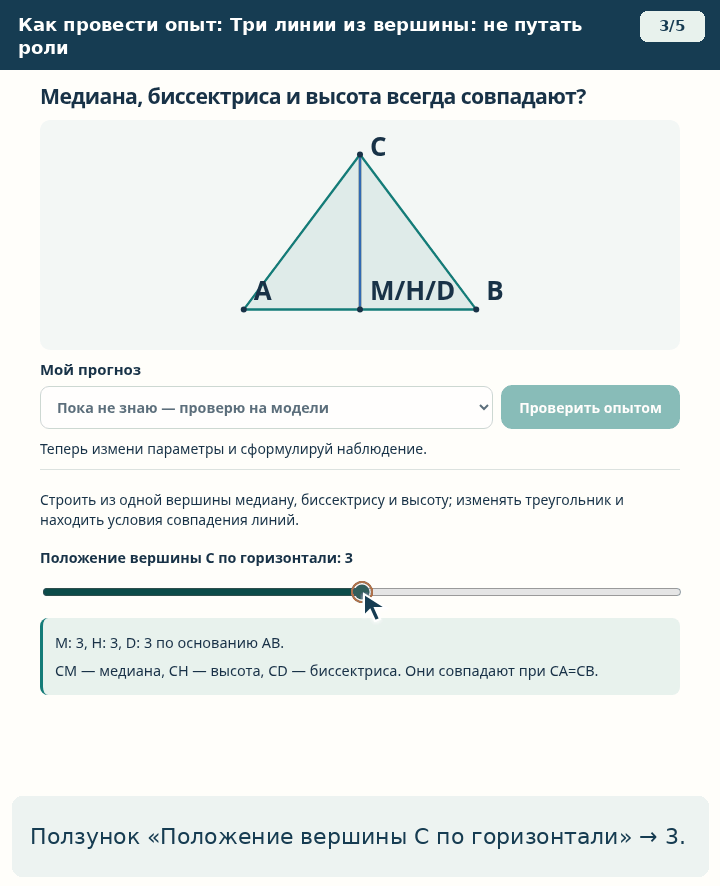 Как провести опыт: Три линии из вершины: не путать
роли
3/5
Медиана, биссектриса и высота всегда совпадают?
C
A
M/H/D
B
Мой прогноз
Пока не знаю — проверю на модели
Проверить опытом
Теперь измени параметры и сформулируй наблюдение.
Строить из одной вершины медиану, биссектрису и высоту; изменять треугольник и
находить условия совпадения линий.
Положение вершины C по горизонтали: 3
M: 3, H: 3, D: 3 по основанию AB.
CM — медиана, CH — высота, CD — биссектриса. Они совпадают при CA=CB.
Ползунок «Положение вершины C по горизонтали» → 3.